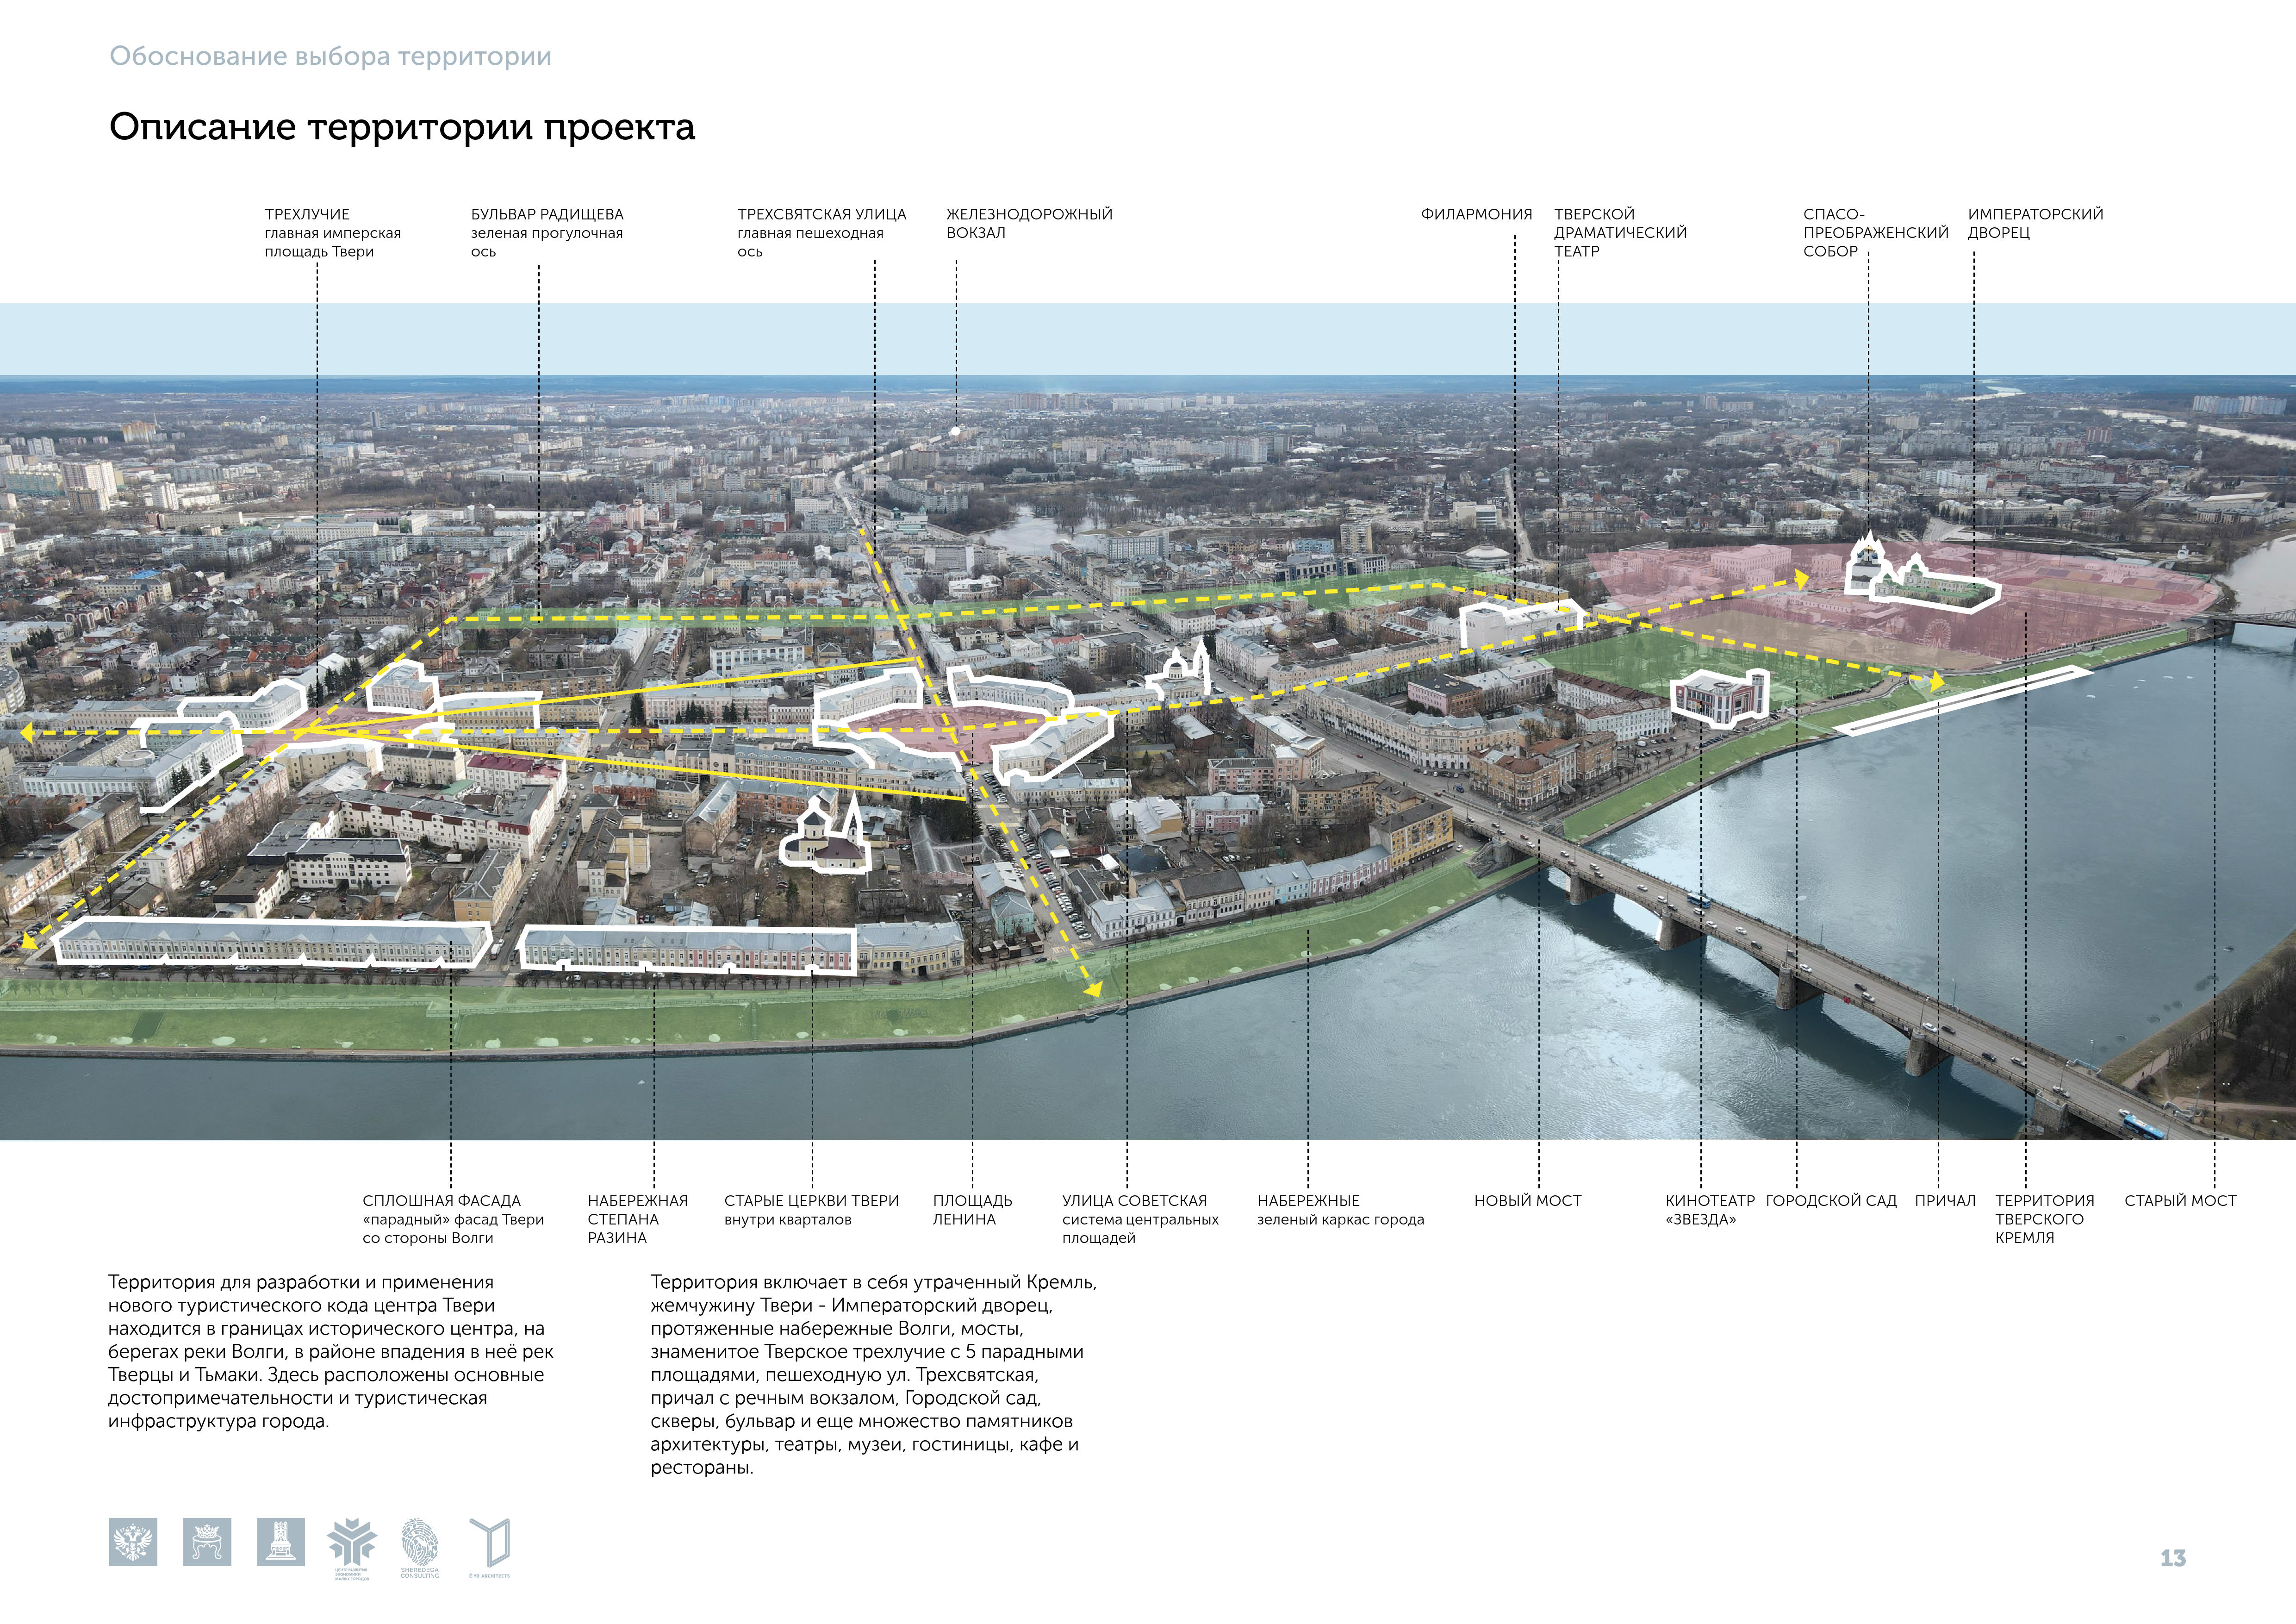 Обоснование выбора территории
Описание территории проекта
ТРЕХЛУЧИЕ
главная имперская
площадь Твери
БУЛЬВАР РАДИЩЕВА
зеленая прогулочная
ось
ТРЕХСВЯТСКАЯ УЛИЦА
главная пешеходная
ось
ЖЕЛЕЗНОДОРОЖНЫЙ
ВОКЗАЛ
ФИЛАРМОНИЯ
ТВЕРСКОЙ
ДРАМАТИЧЕСКИЙ
ТЕАТР
СПАСО-
ПРЕОБРАЖЕНСКИЙ
СОБОР
ИМПЕРАТОРСКИЙ
ДВОРЕЦ
СПЛОШНАЯ ФАСАДА
«парадный» фасад Твери
со стороны Волги
НАБЕРЕЖНАЯ
СТЕПАНА
РАЗИНА
СТАРЫЕ ЦЕРКВИ ТВЕРИ
внутри кварталов
ПЛОЩАДЬ
ЛЕНИНА
УЛИЦА СОВЕТСКАЯ
система центральных
площадей
НАБЕРЕЖНЫЕ
зеленый каркас города
НОВЫЙ МОСТ
КИНОТЕАТР
«ЗВЕЗДА»
ГОРОДСКОЙ САД
ПРИЧАЛ
ТЕРРИТОРИЯ
ТВЕРСКОГО
КРЕМЛЯ
СТАРЫЙ МОСТ
Территория для разработки и применения
нового туристического кода центра Твери
находится в границах исторического центра, на
берегах реки Волги, в районе впадения в неё рек
Тверцы и Тьмаки. Здесь расположены основные
достопримечательности и туристическая
инфраструктура города.
Территория включает в себя утраченный Кремль,
жемчужину Твери - Императорский дворец,
протяженные набережные Волги, мосты,
знаменитое Тверское трехлучие с 5 парадными
площадями, пешеходную ул. Трехсвятская,
причал с речным вокзалом, Городской сад,
скверы, бульвар и еще множество памятников
архитектуры, театры, музеи, гостиницы, кафе и
рестораны.
ЦЕНТР РАЗВИТИЯ
ЭКОНОМИКИ
МАЛЫХ ГОРОДОВ
SHERBDEGA
CONSULTING
13